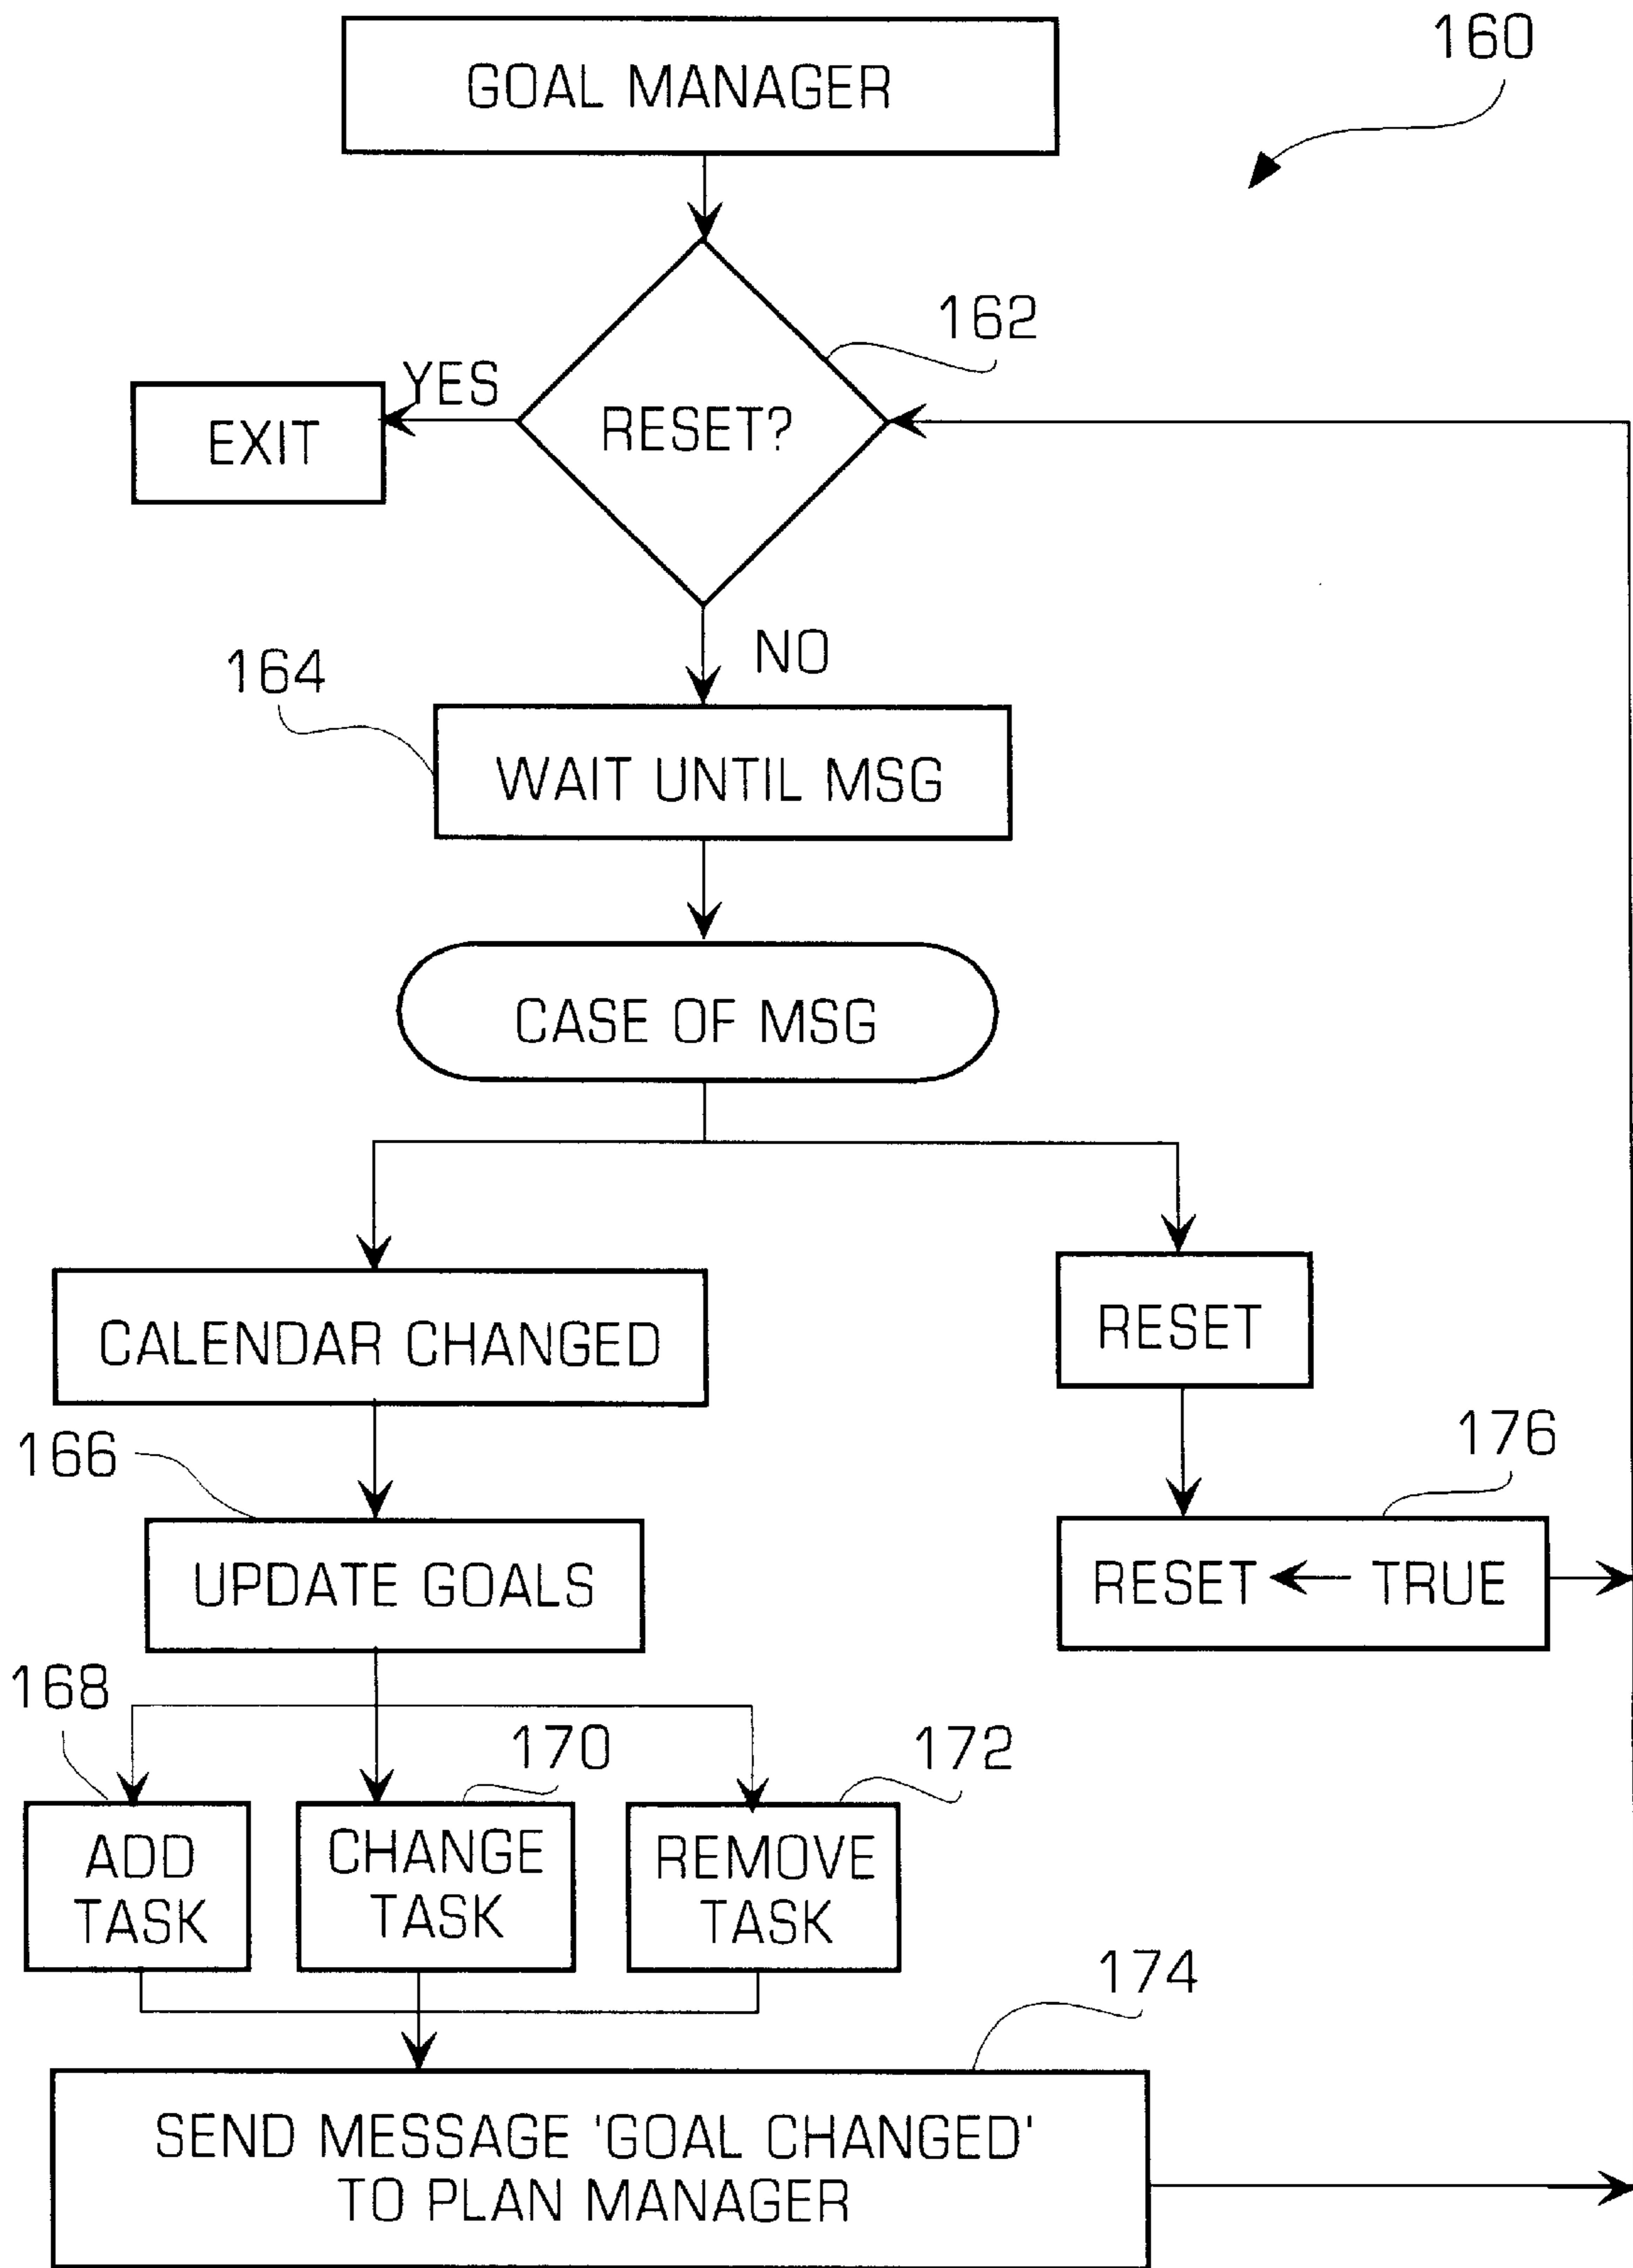 GOAL MANAGER
160
162
YES
EXIT
RESET?
NO
164
WAIT UNTIL MSG
CASE OF MSG
CALENDAR CHANGED
RESET
166
176
UPDATE GOALS
RESET ← TRUE
168
170
172
ADD
TASK
CHANGE
TASK
REMOVE
TASK
174
SEND MESSAGE 'GOAL CHANGED'
TO PLAN MANAGER